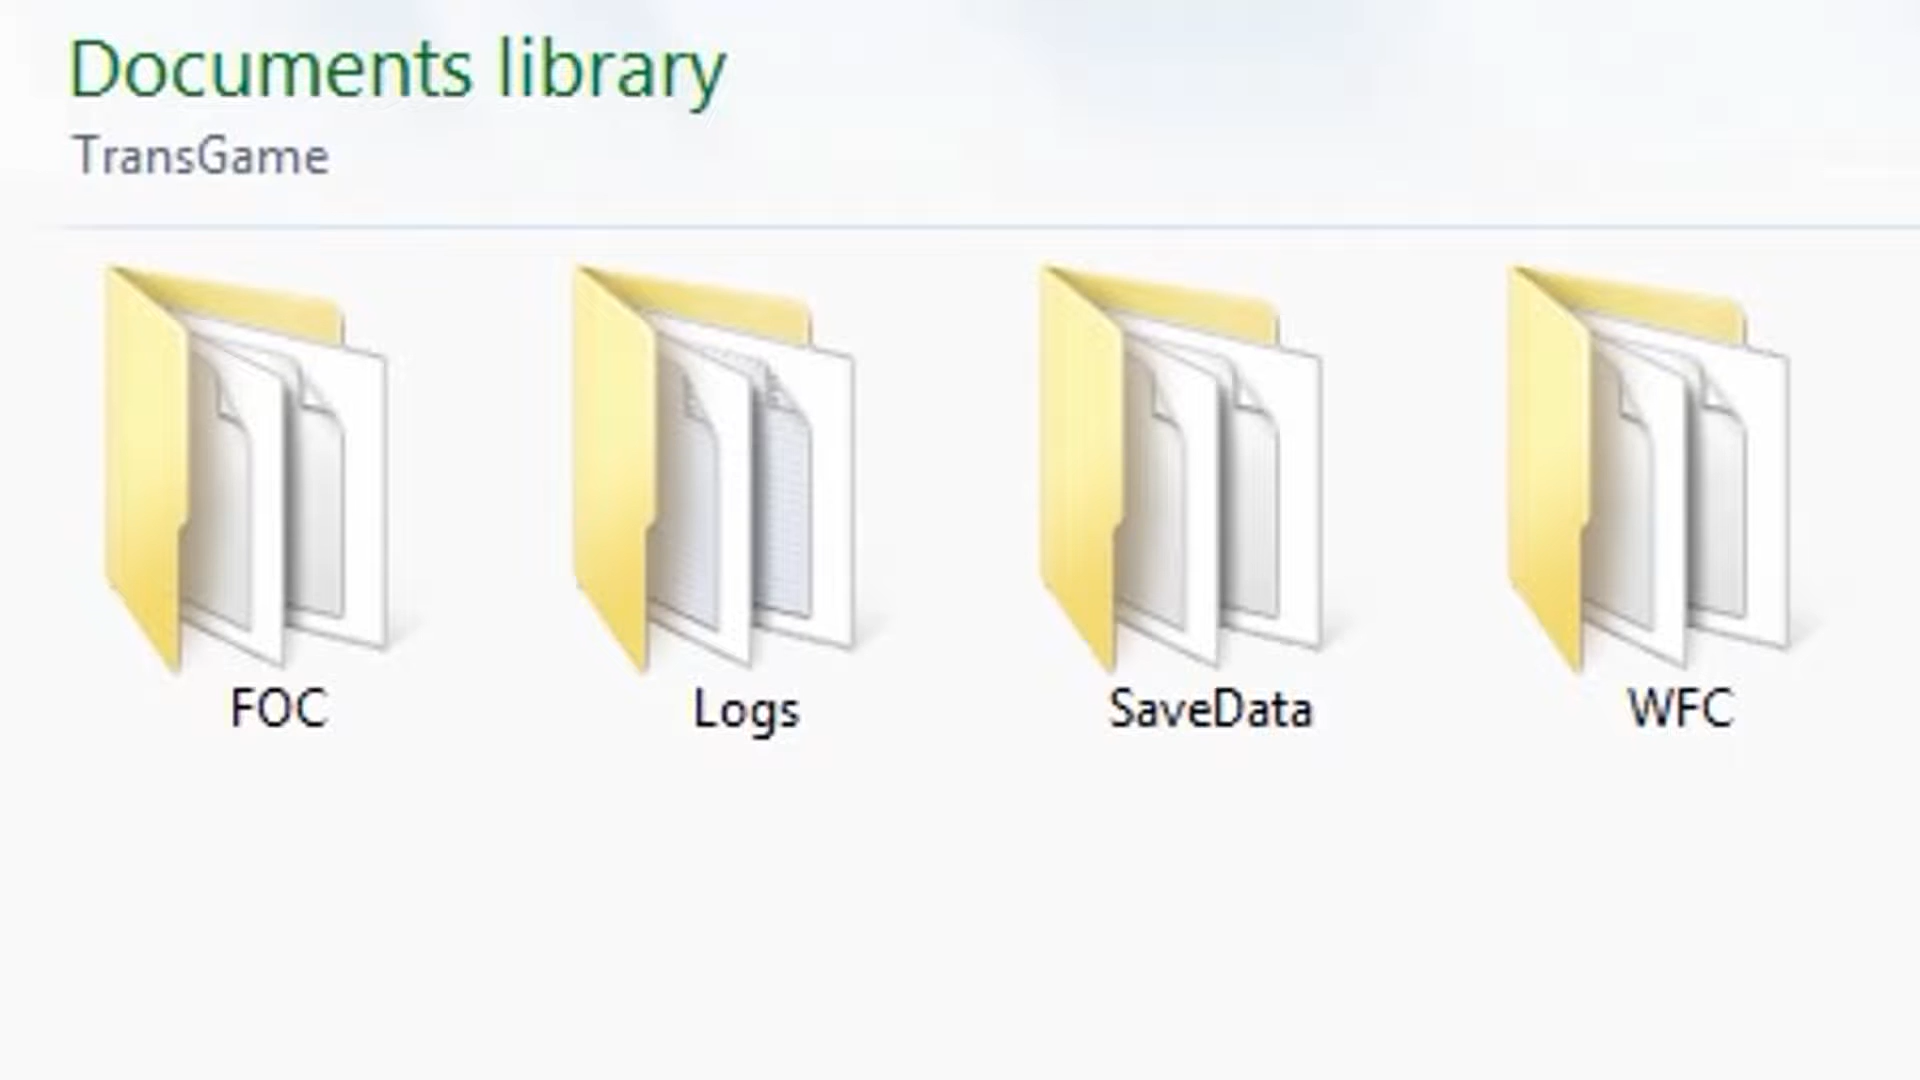 Documents library
TransGame
FOC
Logs
SaveData
WFC